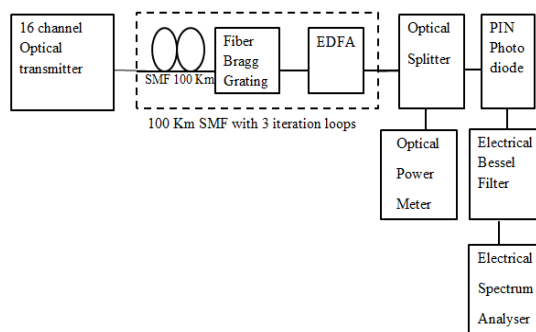 16 channel
Optical
transmitter
SMF 100 Km
Fiber
Bragg
Grating
EDFA
100 Km SMF with 3 iteration loops
Optical
Splitter
PIN
Photo
diode
Optical
Power
Meter
Electrical
Bessel
Filter
Electrical
Spectrum
Analyser